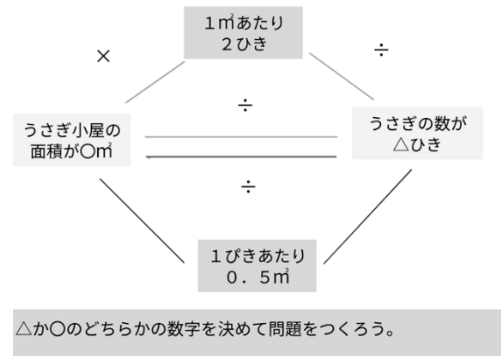 1㎡あたり
2ひき
×
÷
÷
うさぎ小屋の
面積が○㎡
うさぎの数が
△ひき
÷
1ぴきあたり
0．5㎡
△か○のどちらかの数字を決めて問題をつくろう。